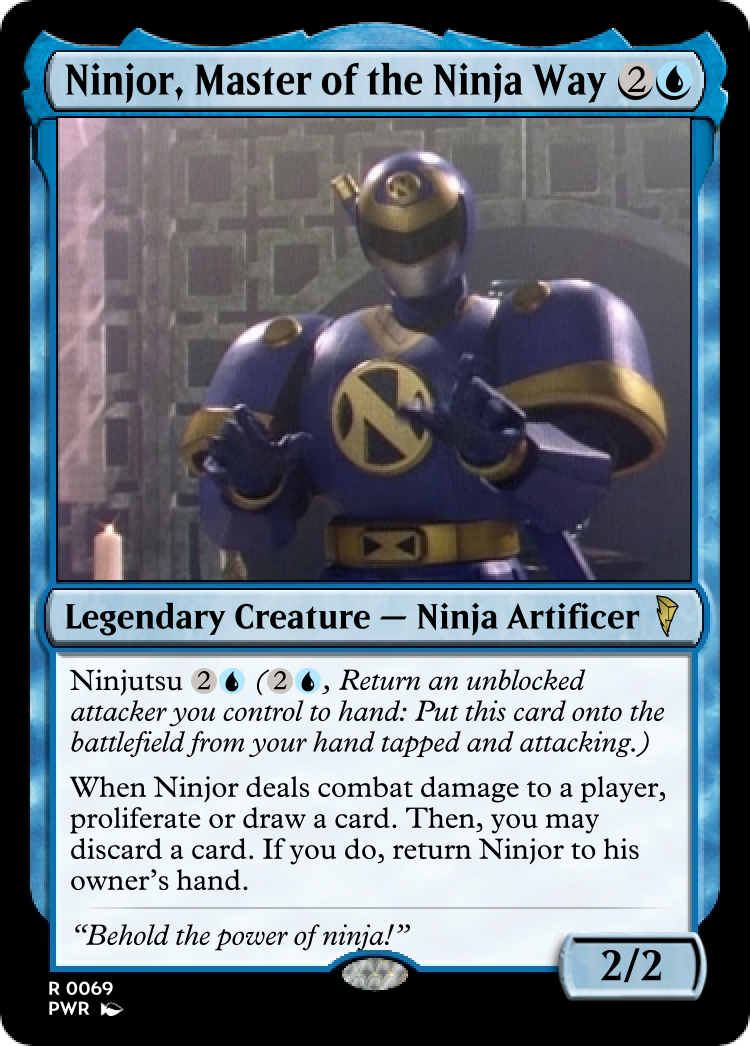 Ninjor, Master of the Ninja Way 2
Legendary Creature — Ninja Artificer
Ninjutsu 2 (2, Return an unblocked
attacker you control to hand: Put this card onto the
battlefield from your hand tapped and attacking.)
When Ninjor deals combat damage to a player,
proliferate or draw a card. Then, you may
discard a card. If you do, return Ninjor to his
owner's hand.
“Behold the power of ninja!”
2/2
R 0069
PWR